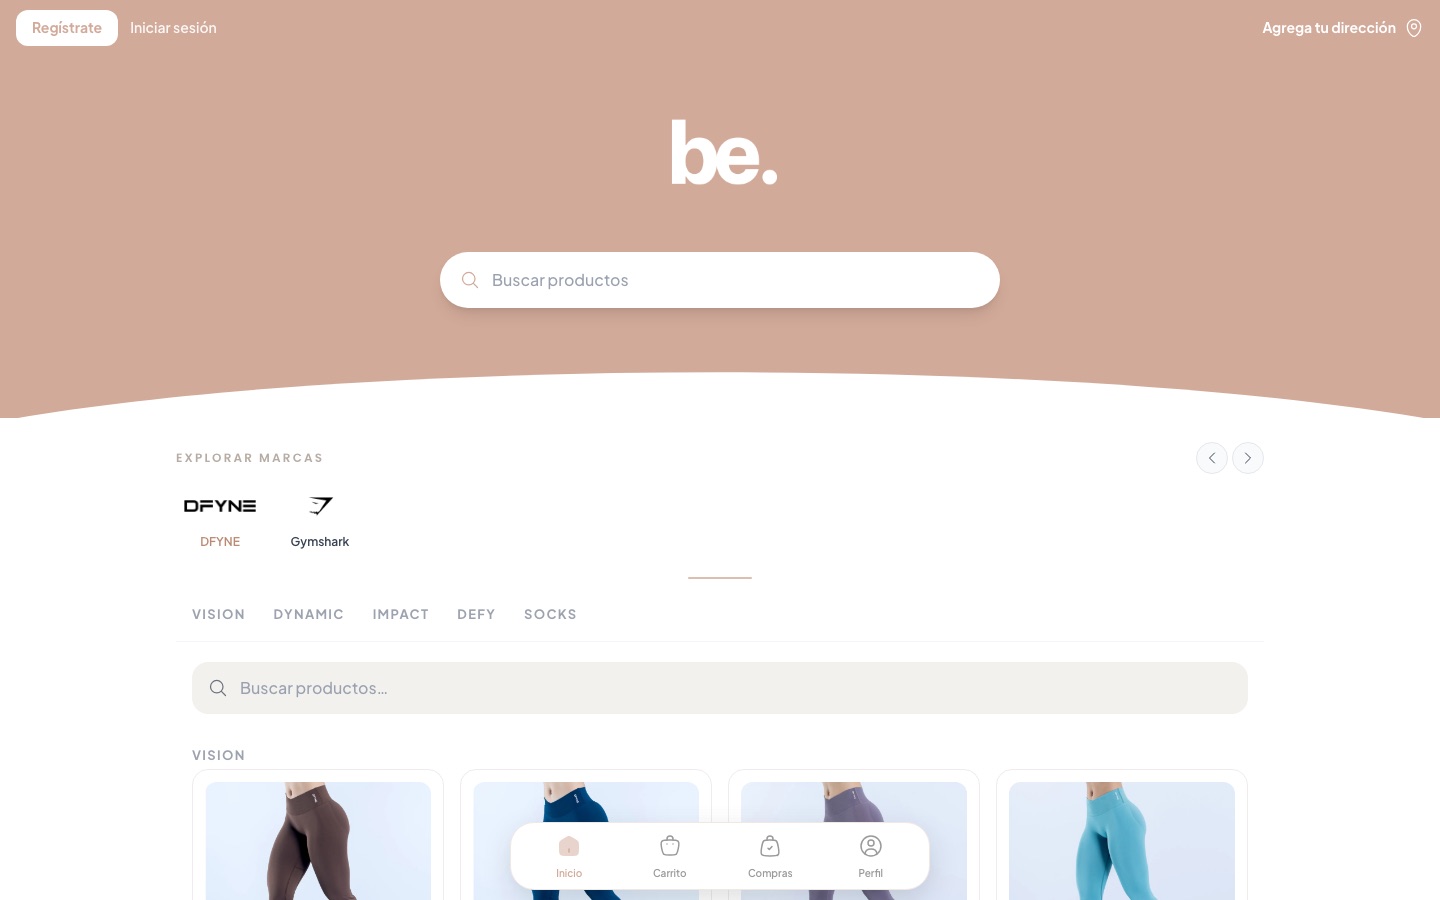 Regístrate
Iniciar sesión
Agrega tu dirección
be.
Buscar productos
EXPLORAR MARCAS
DFYNE
DFYNE
Gymshark
VISION
DYNAMIC
IMPACT
DEFY
SOCKS
Buscar productos...
VISION
Inicio
Carrito
Compras
Perfil